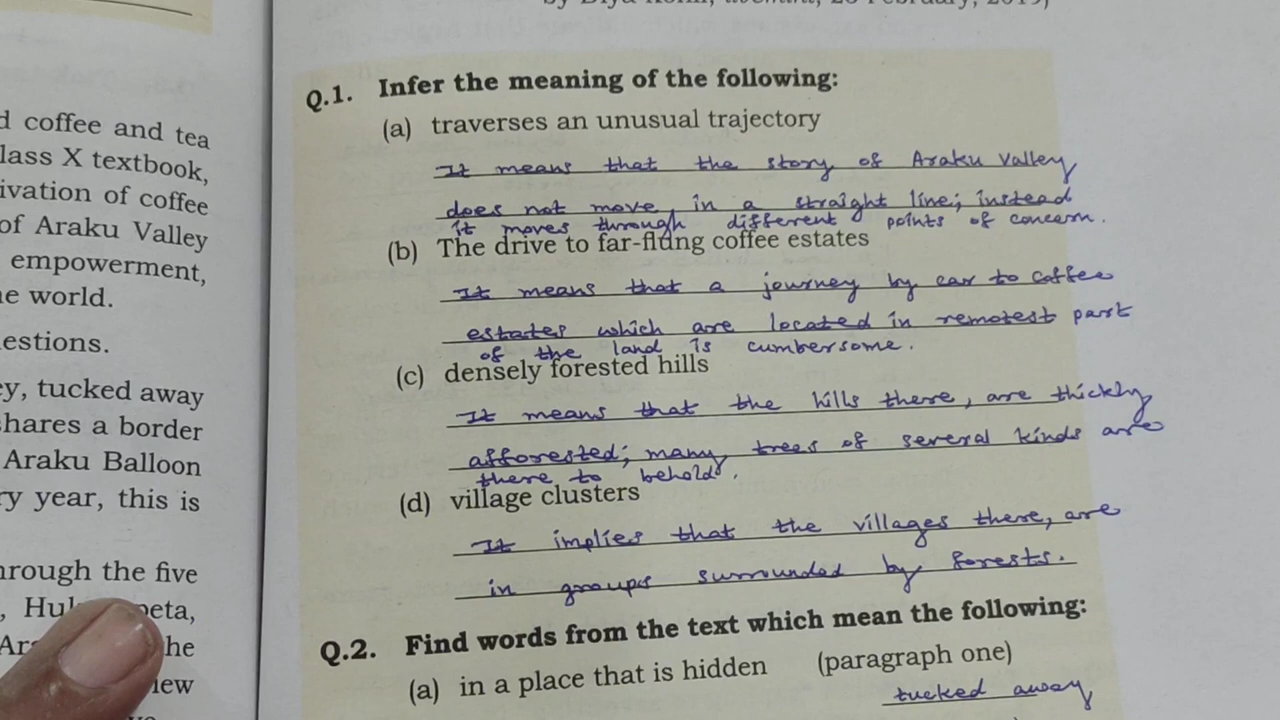 d coffee and tea
lass X textbook,
ivation of coffee
of Araku Valley
empowerment,
e world.
estions.
ey, tucked away
shares a border
Araku Balloon
ry year, this is
hrough the five
he
iew
Q.1. Infer the meaning of the following:
(a) traverses an unusual trajectory
It means that the story of Araku Valley
does not move in a straight line; instead
it moves through different points of concern.
(b) The drive to far-flung coffee estates
It means that a journey by car to coffee
estates which are located in remotest part
of the land is cumbersome.
(c) densely forested hills
It means that the hills there, are thickly
afforested; many trees of several kinds are
there to behold.
(d) village clusters
It implies that the villages there, are
in groups surrounded by forests.
Q.2. Find words from the text which mean the following:
(a) in a place that is hidden (paragraph one)
tucked away